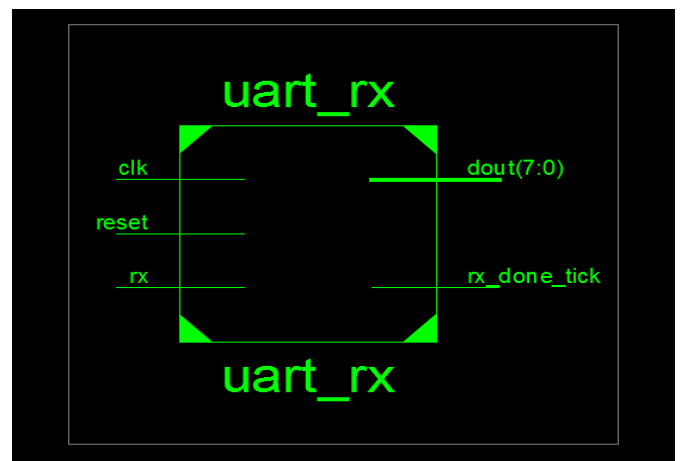 uart_rx
clk
dout(7:0)
reset
rx
rx_done_tick
uart_rx